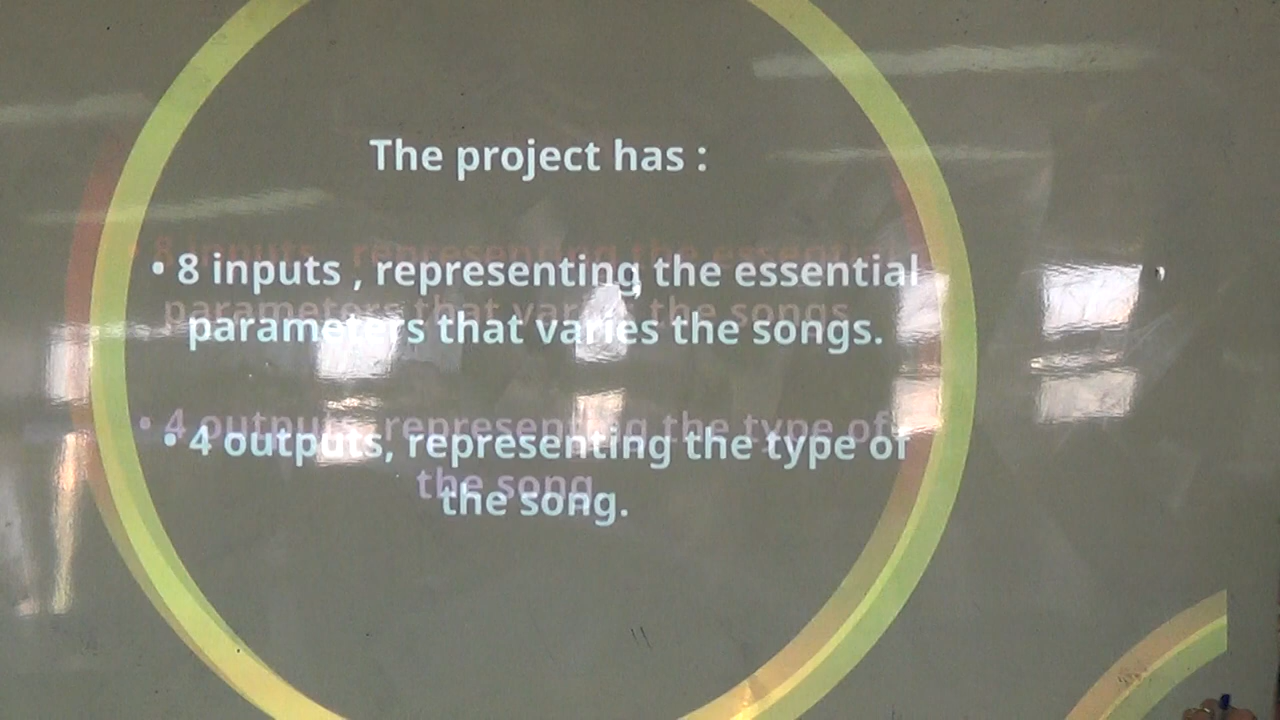 The project has :
• 8 inputs , representing the essential
parameters that varies the songs.
• 4 outputs, representing the type of
the song.